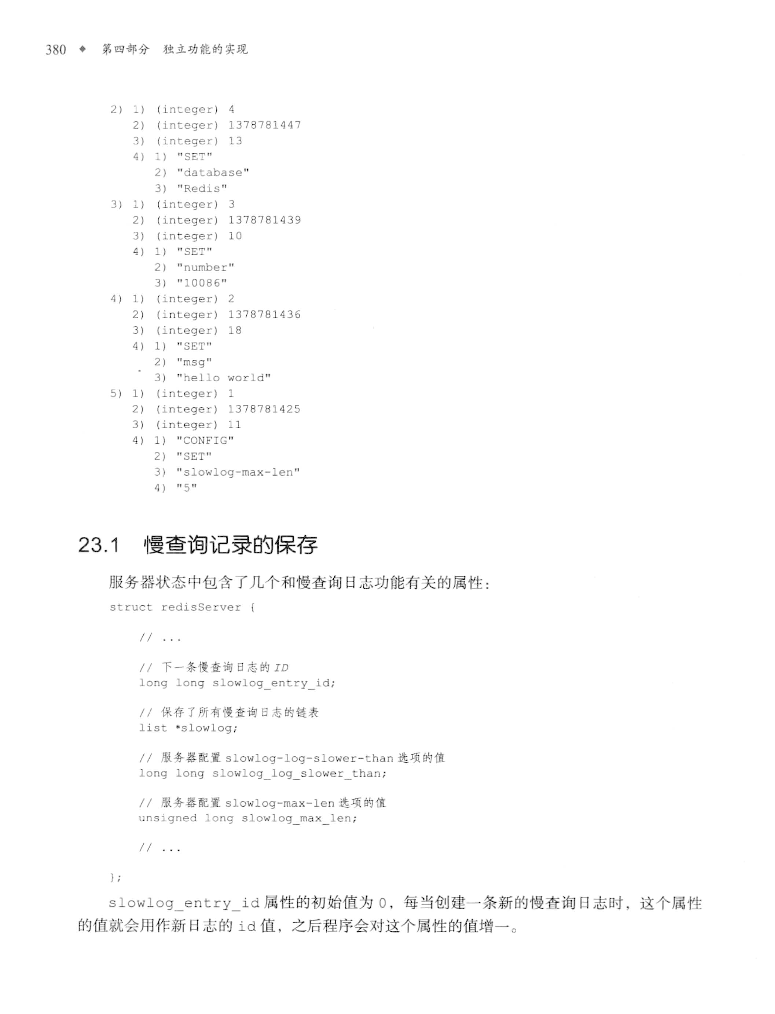 380 ◆ 第四部分 独立功能的实现
2) 1) (integer) 4
2) (integer) 1378781447
3) (integer) 13
4) 1) "SET"
2) "database"
3) "Redis"
3) 1) (integer) 3
2) (integer) 1378781439
3) (integer) 10
4) 1) "SET"
2) "number"
3) "10086"
4) 1) (integer) 2
2) (integer) 1378781436
3) (integer) 18
4) 1) "SET"
2) "msg"
3) "hello world"
5) 1) (integer) 1
2) (integer) 1378781425
3) (integer) 11
4) 1) "CONFIG"
2) "SET"
3) "slowlog-max-len"
4) "5"
23.1 慢查询记录的保存
服务器状态中包含了几个和慢查询日志功能有关的属性：
struct redisServer {
// ...
// 下一条慢查询日志的 ID
long long slowlog_entry_id;
// 保存了所有慢查询日志的链表
list *slowlog;
// 服务器配置 slowlog-log-slower-than 选项的值
long long slowlog_log_slower_than;
// 服务器配置 slowlog-max-len 选项的值
unsigned long slowlog_max_len;
// ...
};
slowlog_entry_id 属性的初始值为 0，每当创建一条新的慢查询日志时，这个属性
的值就会用作新日志的 id 值，之后程序会对这个属性的值增一。